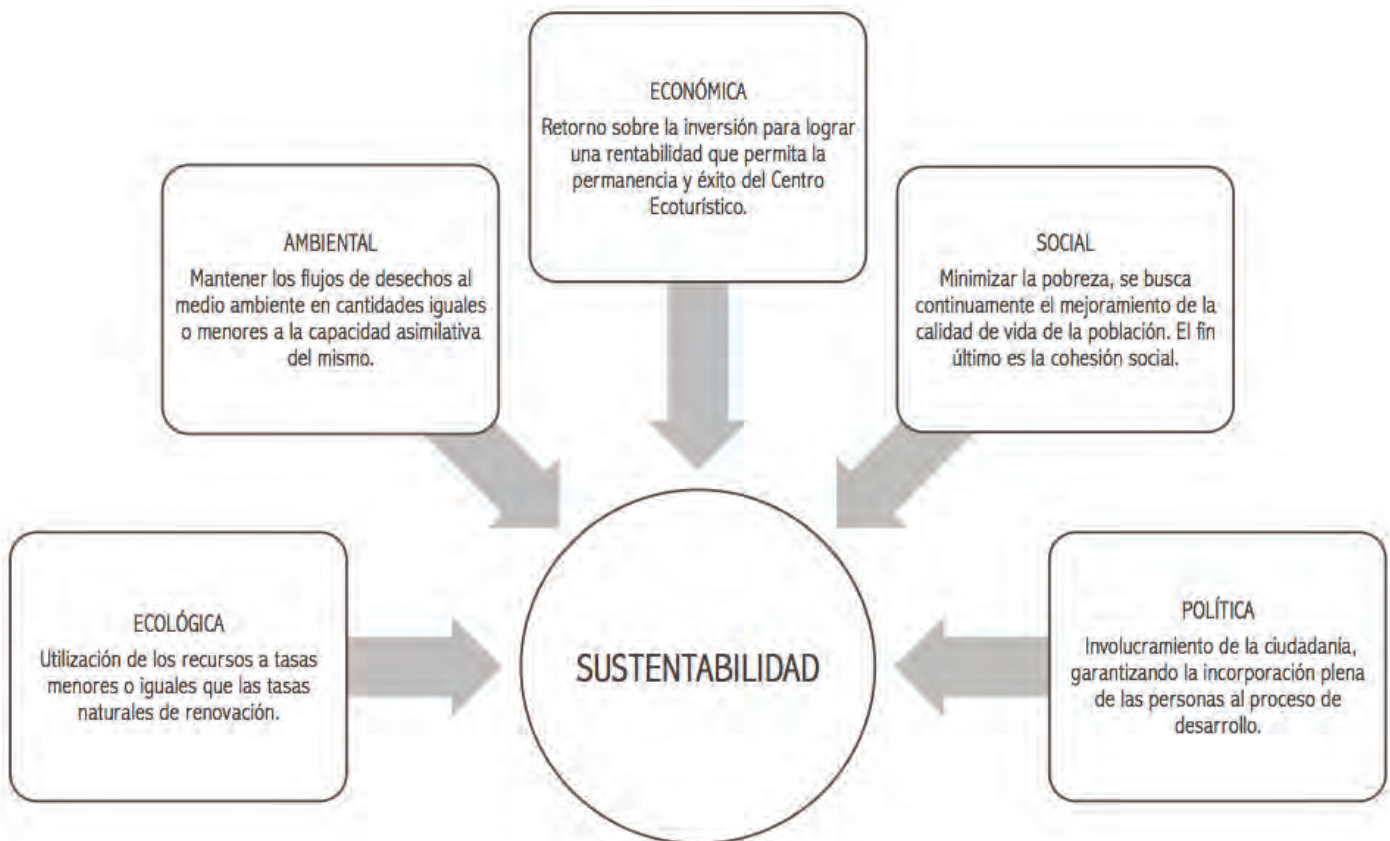 ECONÓMICA
Retorno sobre la inversión para lograr
una rentabilidad que permita la
permanencia y éxito del Centro
Ecoturístico.
AMBIENTAL
Mantener los flujos de desechos al
medio ambiente en cantidades iguales
o menores a la capacidad asimilativa
del mismo.
SOCIAL
Minimizar la pobreza, se busca
continuamente el mejoramiento de la
calidad de vida de la población. El fin
último es la cohesión social.
ECOLÓGICA
Utilización de los recursos a tasas
menores o iguales que las tasas
naturales de renovación.
SUSTENTABILIDAD
POLÍTICA
Involucramiento de la ciudadanía,
garantizando la incorporación plena
de las personas al proceso de
desarrollo.